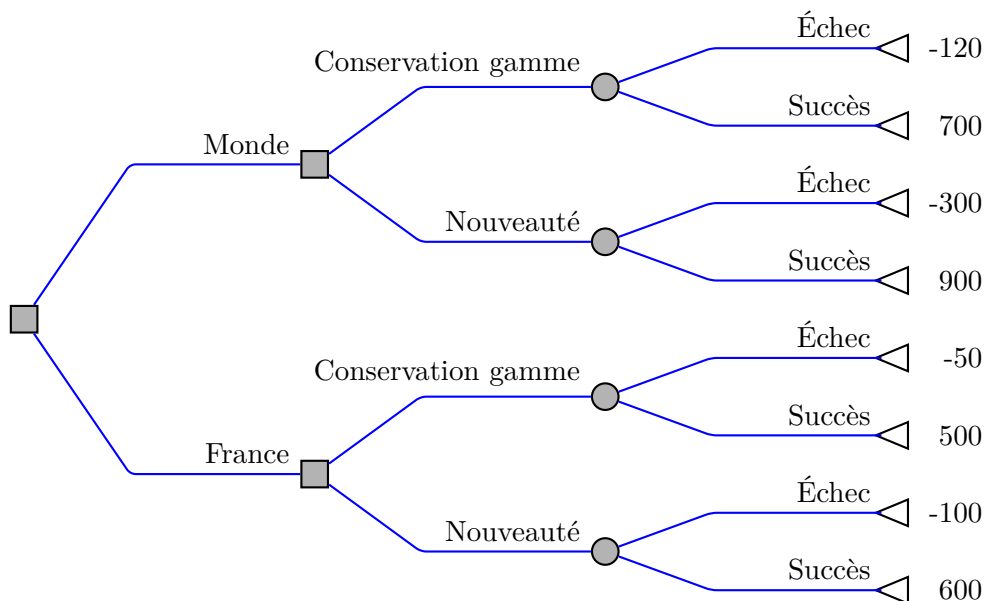 Échec -120
Conservation gamme
Succès 700
Monde
Échec -300
Nouveauté
Succès 900
Échec -50
Conservation gamme
Succès 500
France
Échec -100
Nouveauté
Succès 600